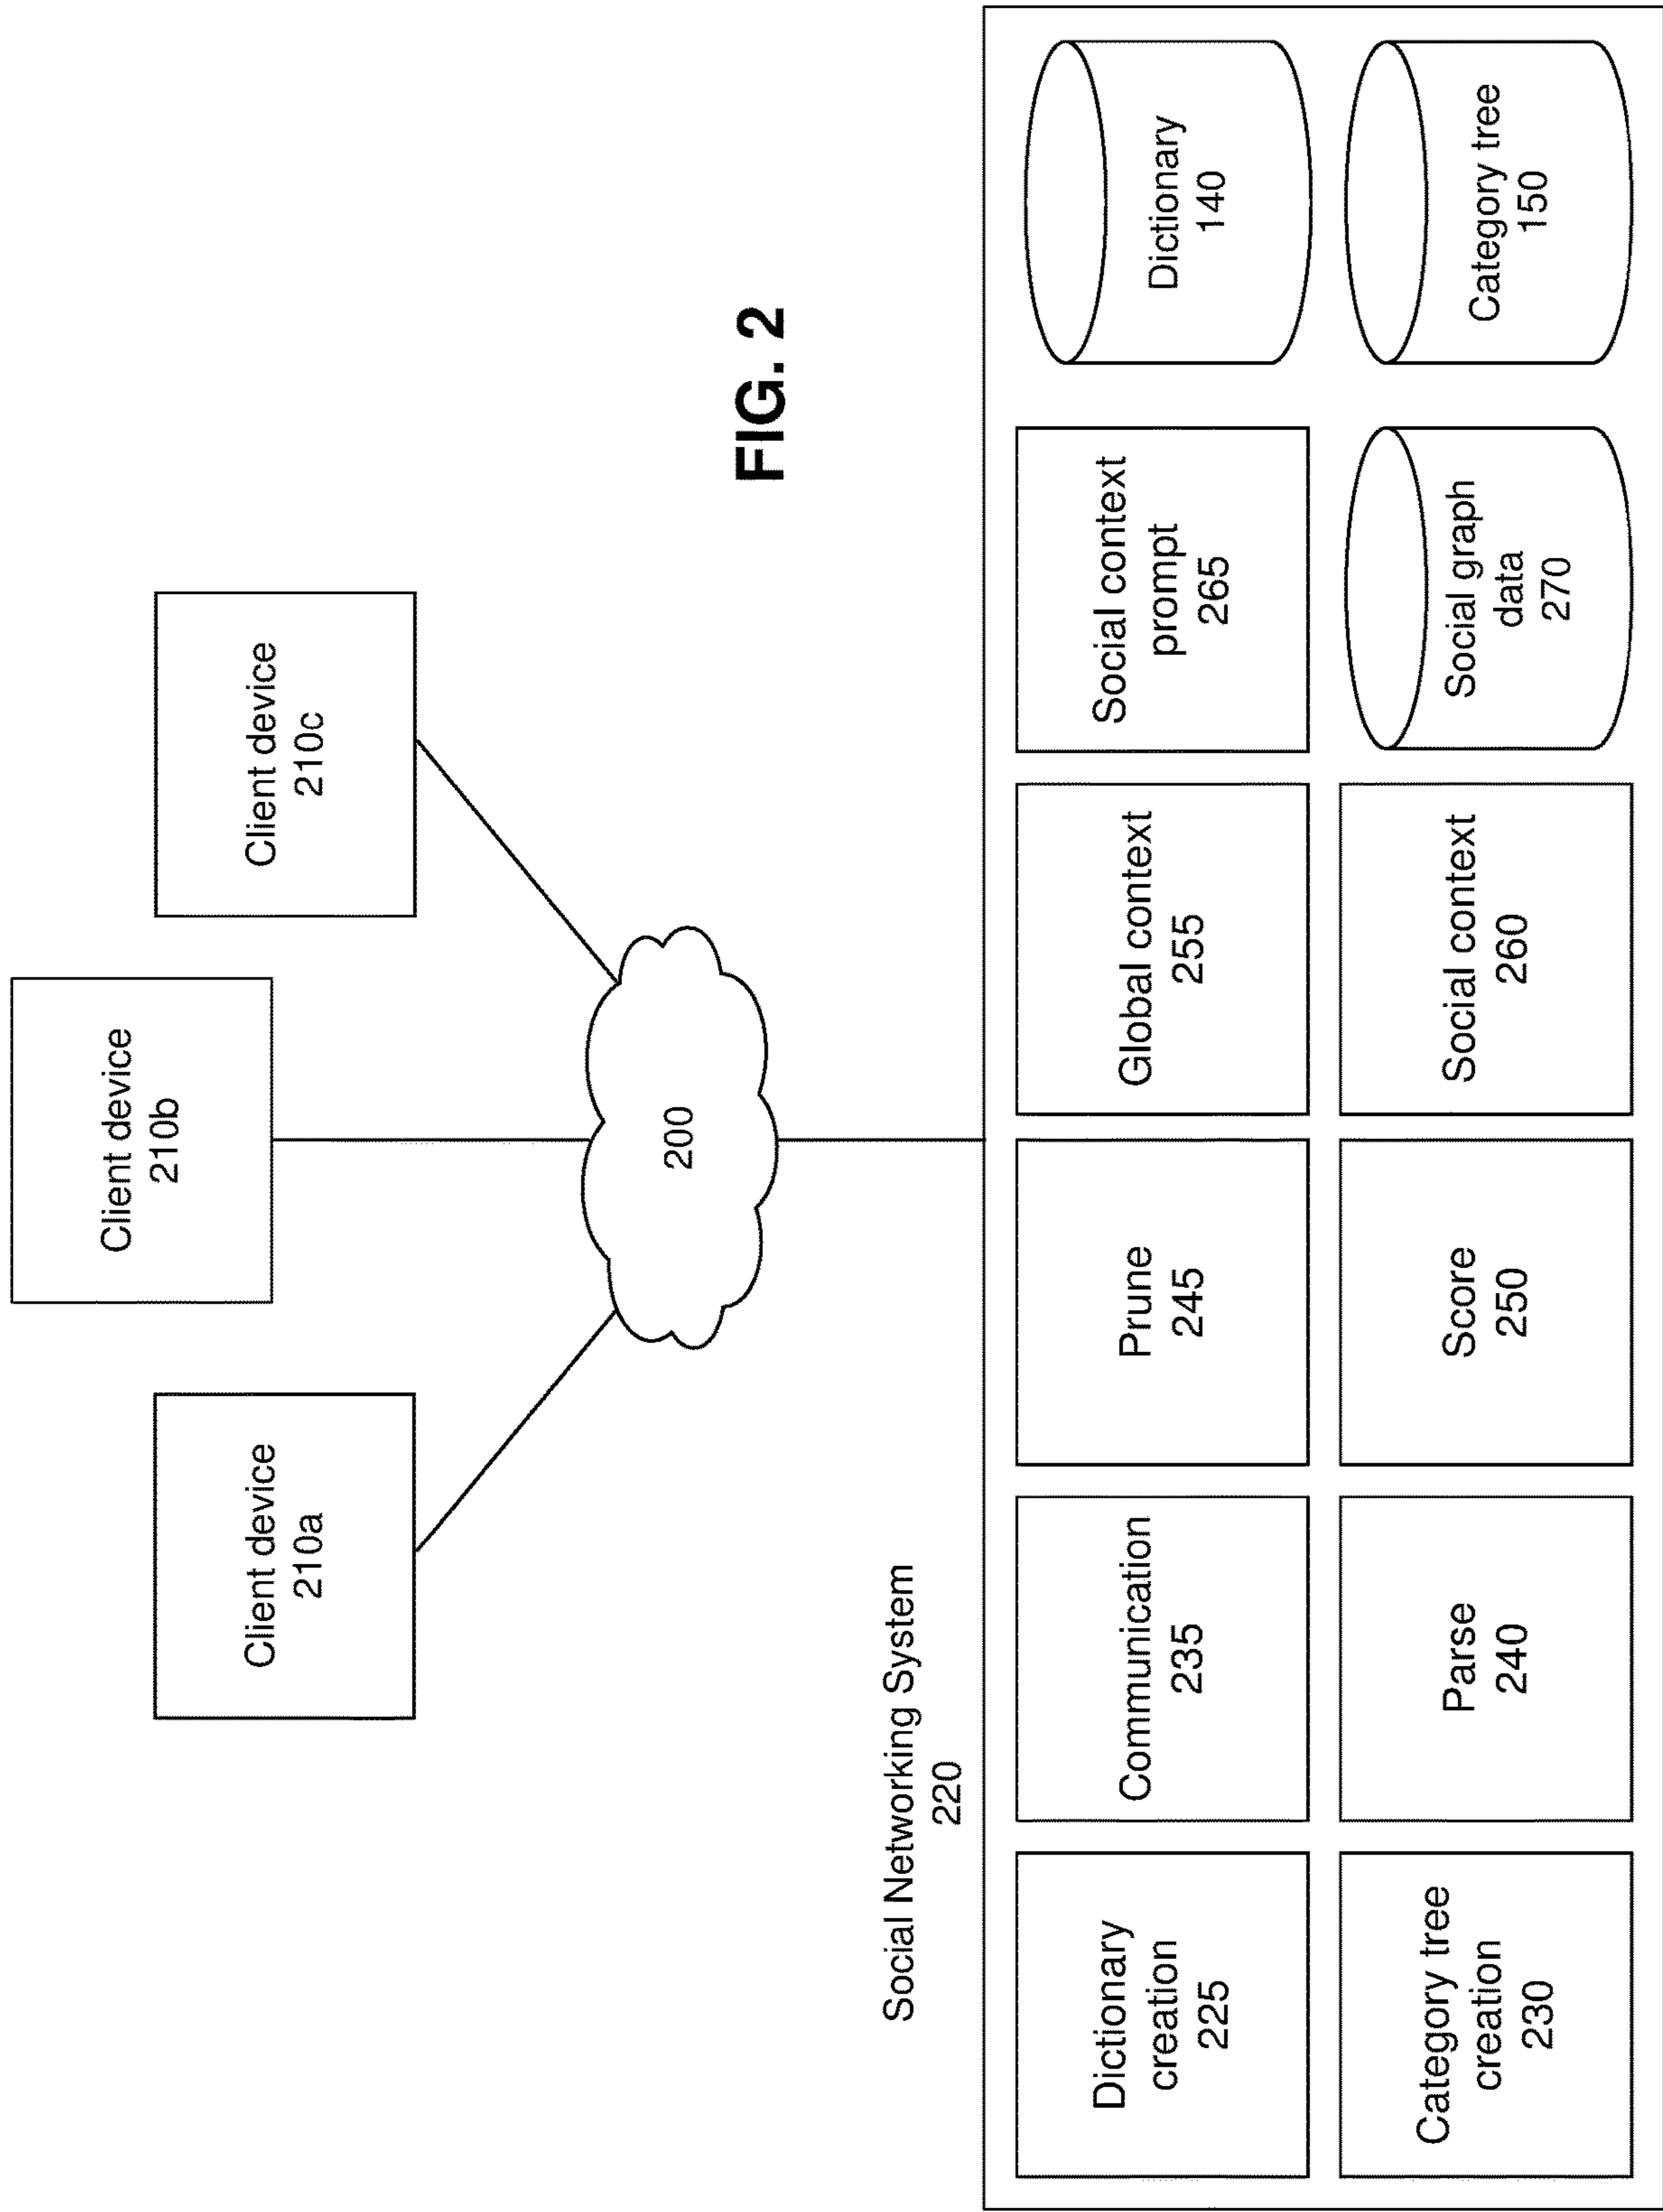 Client device
210a
Client device
210b
Client device
210c
200
FIG. 2
Social Networking System
220
Dictionary
creation
225
Communication
235
Prune
245
Global context
255
Social context
prompt
265
Dictionary
140
Category tree
creation
230
Parse
240
Score
250
Social context
260
Social graph
data
270
Category tree
150